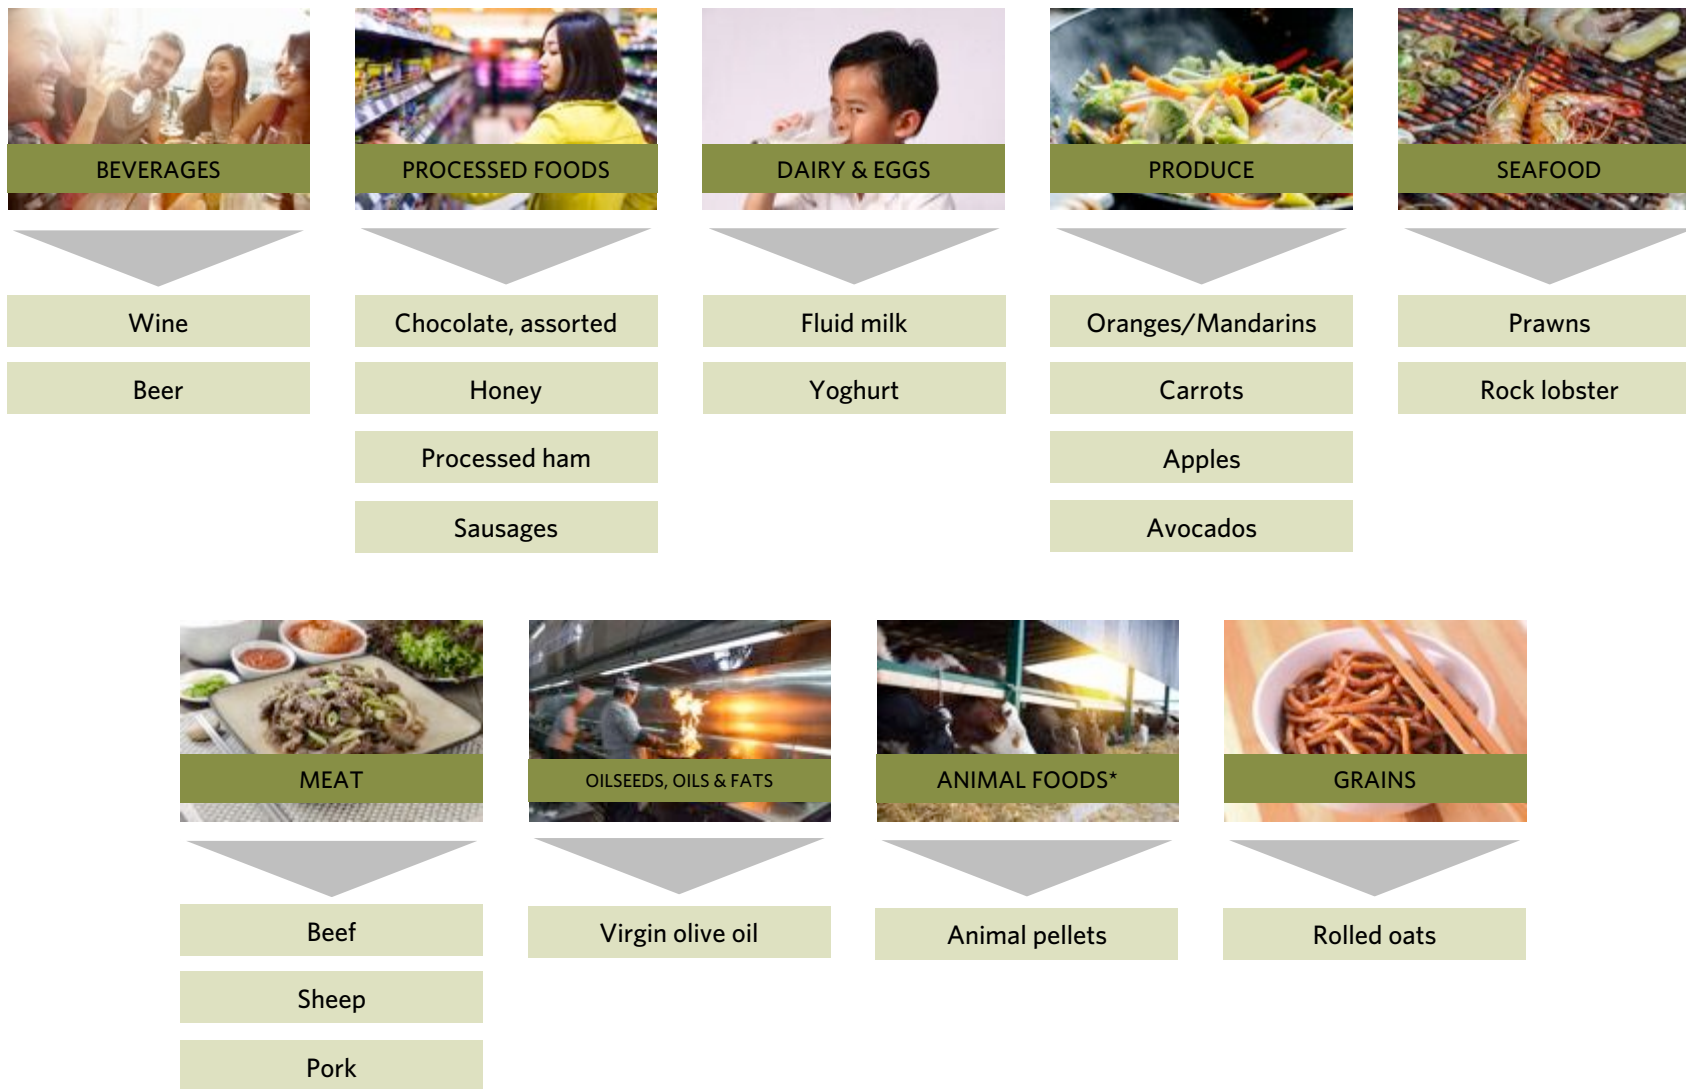 BEVERAGES
PROCESSED FOODS
DAIRY & EGGS
PRODUCE
SEAFOOD
Wine
Chocolate, assorted
Fluid milk
Oranges/Mandarins
Prawns
Beer
Honey
Yoghurt
Carrots
Rock lobster
Processed ham
Apples
Sausages
Avocados
MEAT
OILSEEDS, OILS & FATS
ANIMAL FOODS*
GRAINS
Beef
Virgin olive oil
Animal pellets
Rolled oats
Sheep
Pork